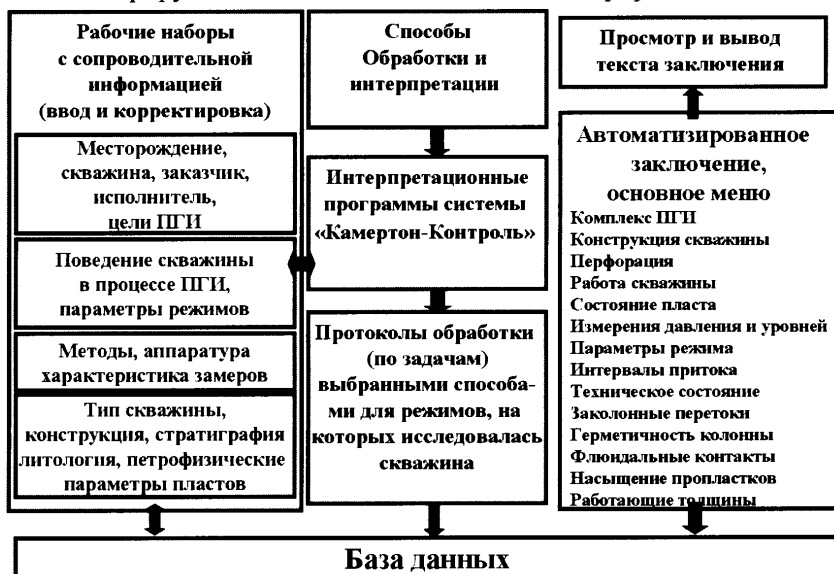 Рабочие наборы
с сопроводительной
информацией
(ввод и корректировка)
Месторождение,
скважина, заказчик,
исполнитель,
цели ПГИ
Поведение скважины
в процессе ПГИ,
параметры режимов
Методы, аппаратура
характеристика замеров
Тип скважины,
конструкция, стратиграфия
литология, петрофизические
параметры пластов
Способы
Обработки и
интерпретации
Интерпретационные
программы системы
«Камертон-Контроль»
Протоколы обработки
(по задачам)
выбранными способа-
ми для режимов, на
которых исследовалась
скважина
Просмотр и вывод
текста заключения
Автоматизированное
заключение,
основное меню
Комплекс ПГИ
Конструкция скважины
Перфорация
Работа скважины
Состояние пласта
Измерения давления и уровней
Параметры режима
Интервалы притока
Техническое состояние
Заколонные перетоки
Герметичность колонны
Флюидальные контакты
Насыщение пропластков
Работающие толщины
База данных